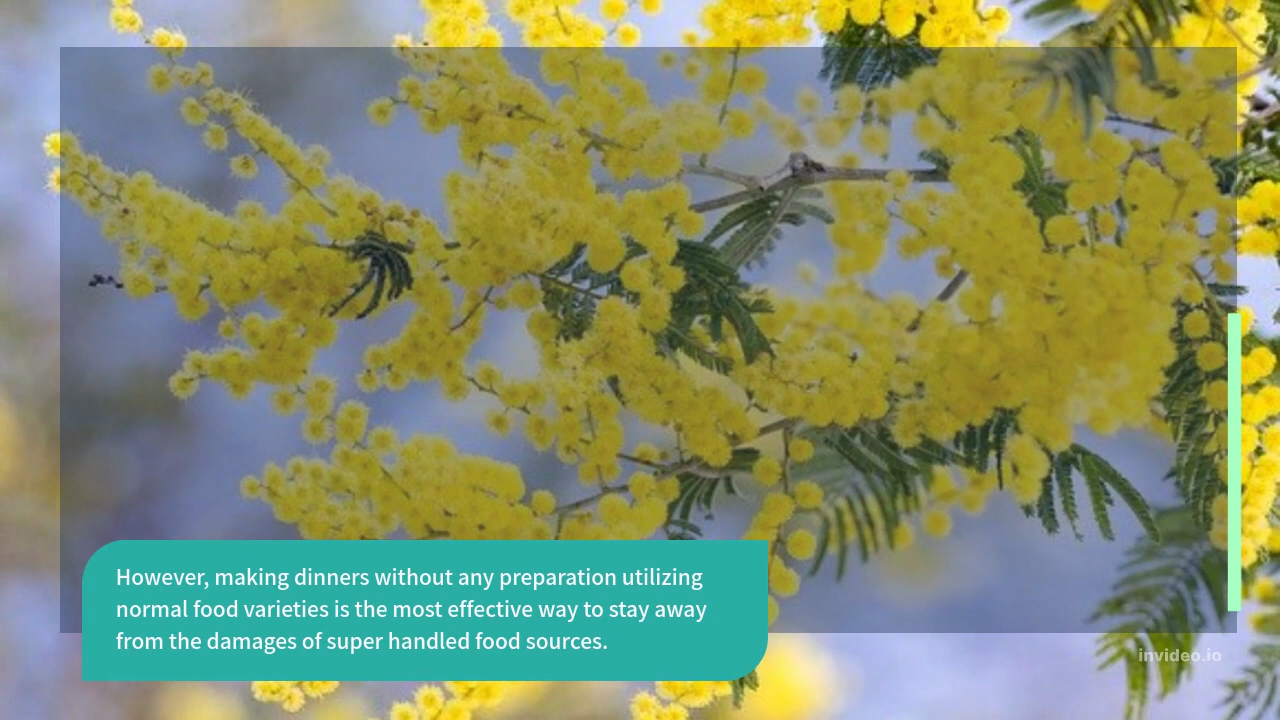 However, making dinners without any preparation utilizing
normal food varieties is the most effective way to stay away
from the damages of super handled food sources.
invideo.io